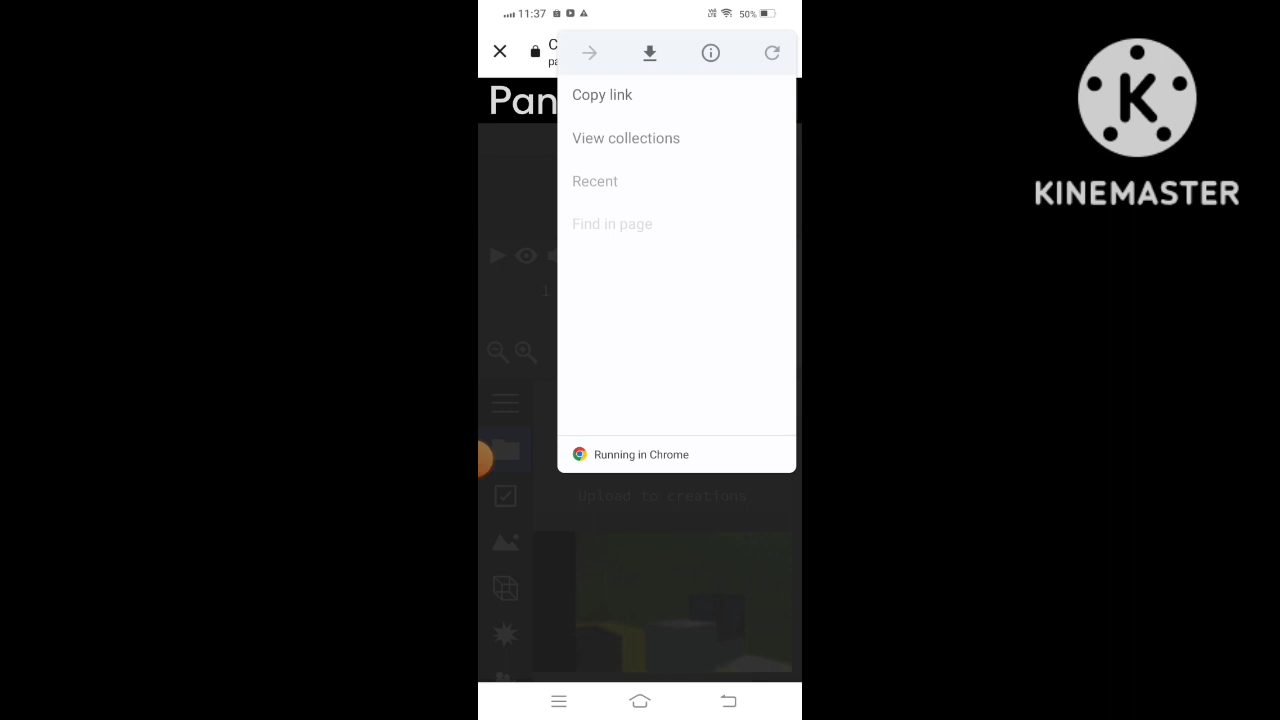 11:37
50%
C
pa
Pan
Copy link
View collections
Recent
Find in page
1
Running in Chrome
Upload to creations
K
KINEMASTER